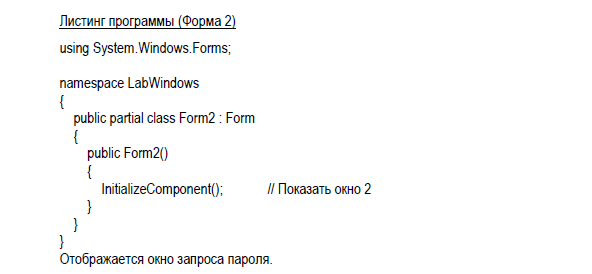 Листинг программы (Форма 2)
using System.Windows.Forms;
namespace LabWindows
{
public partial class Form2 : Form
{
public Form2()
{
InitializeComponent(); // Показать окно 2
}
}
}
Отображается окно запроса пароля.